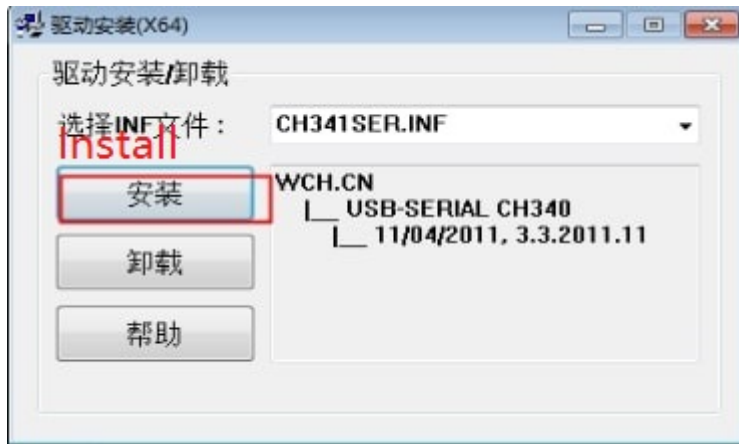 驱动安装(X64)
驱动安装/卸载
选择INF文件： CH341SER.INF
Install
安装
WCH.CN
|__ USB-SERIAL CH340
|__ 11/04/2011, 3.3.2011.11
卸载
帮助